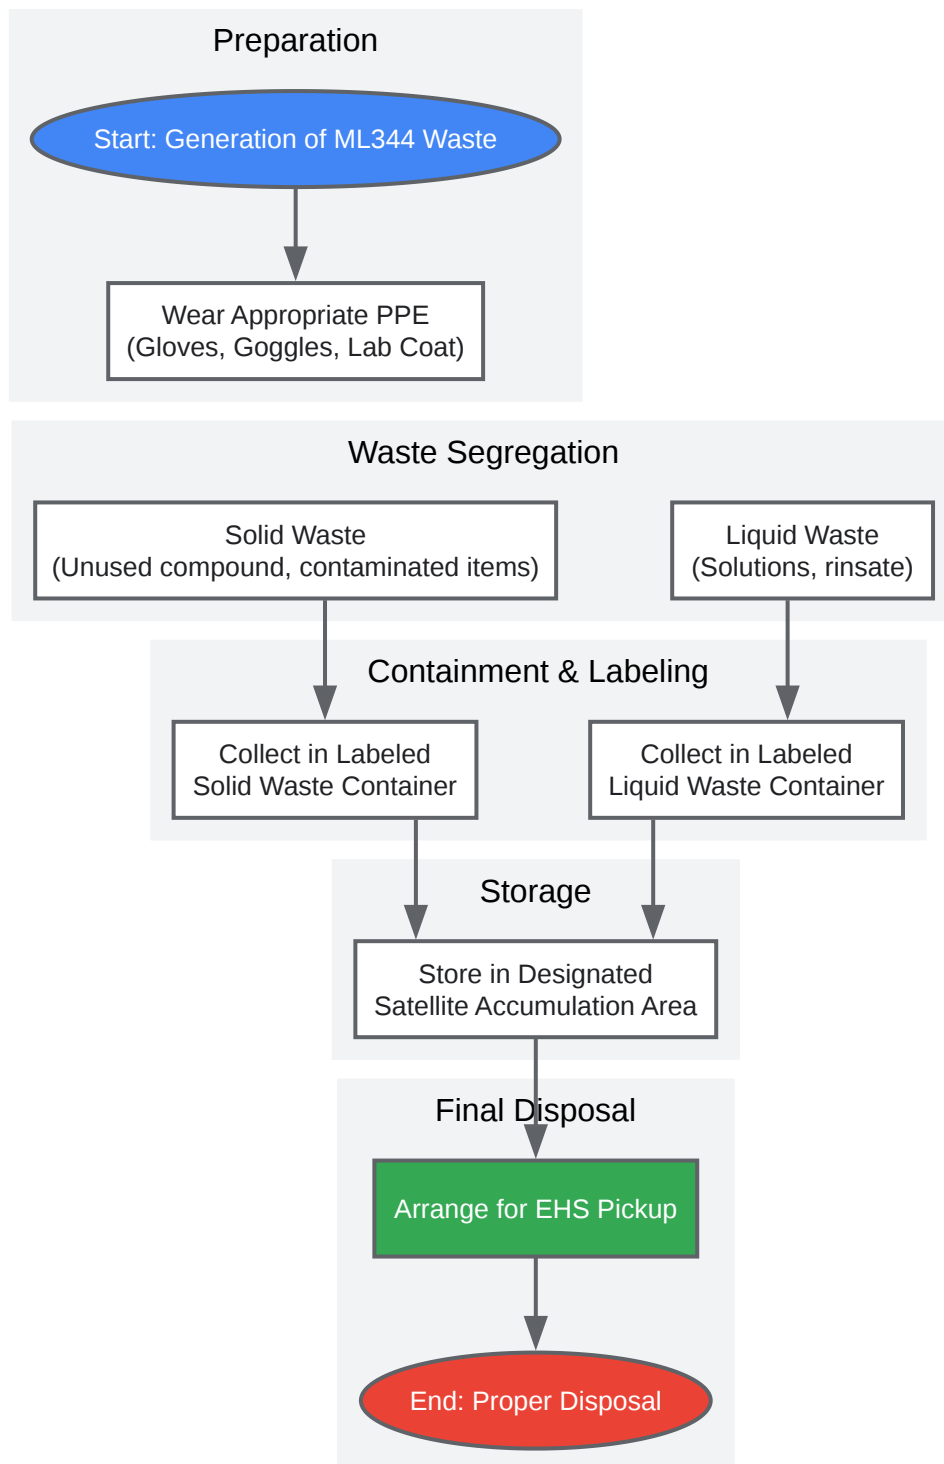 Preparation
Start: Generation of ML344 Waste
Wear Appropriate PPE
(Gloves, Goggles, Lab Coat)
Waste Segregation
Solid Waste
(Unused compound, contaminated items)
Liquid Waste
(Solutions, rinsate)
Containment & Labeling
Collect in Labeled
Solid Waste Container
Collect in Labeled
Liquid Waste Container
Storage
Store in Designated
Satellite Accumulation Area
Final Disposal
Arrange for EHS Pickup
End: Proper Disposal